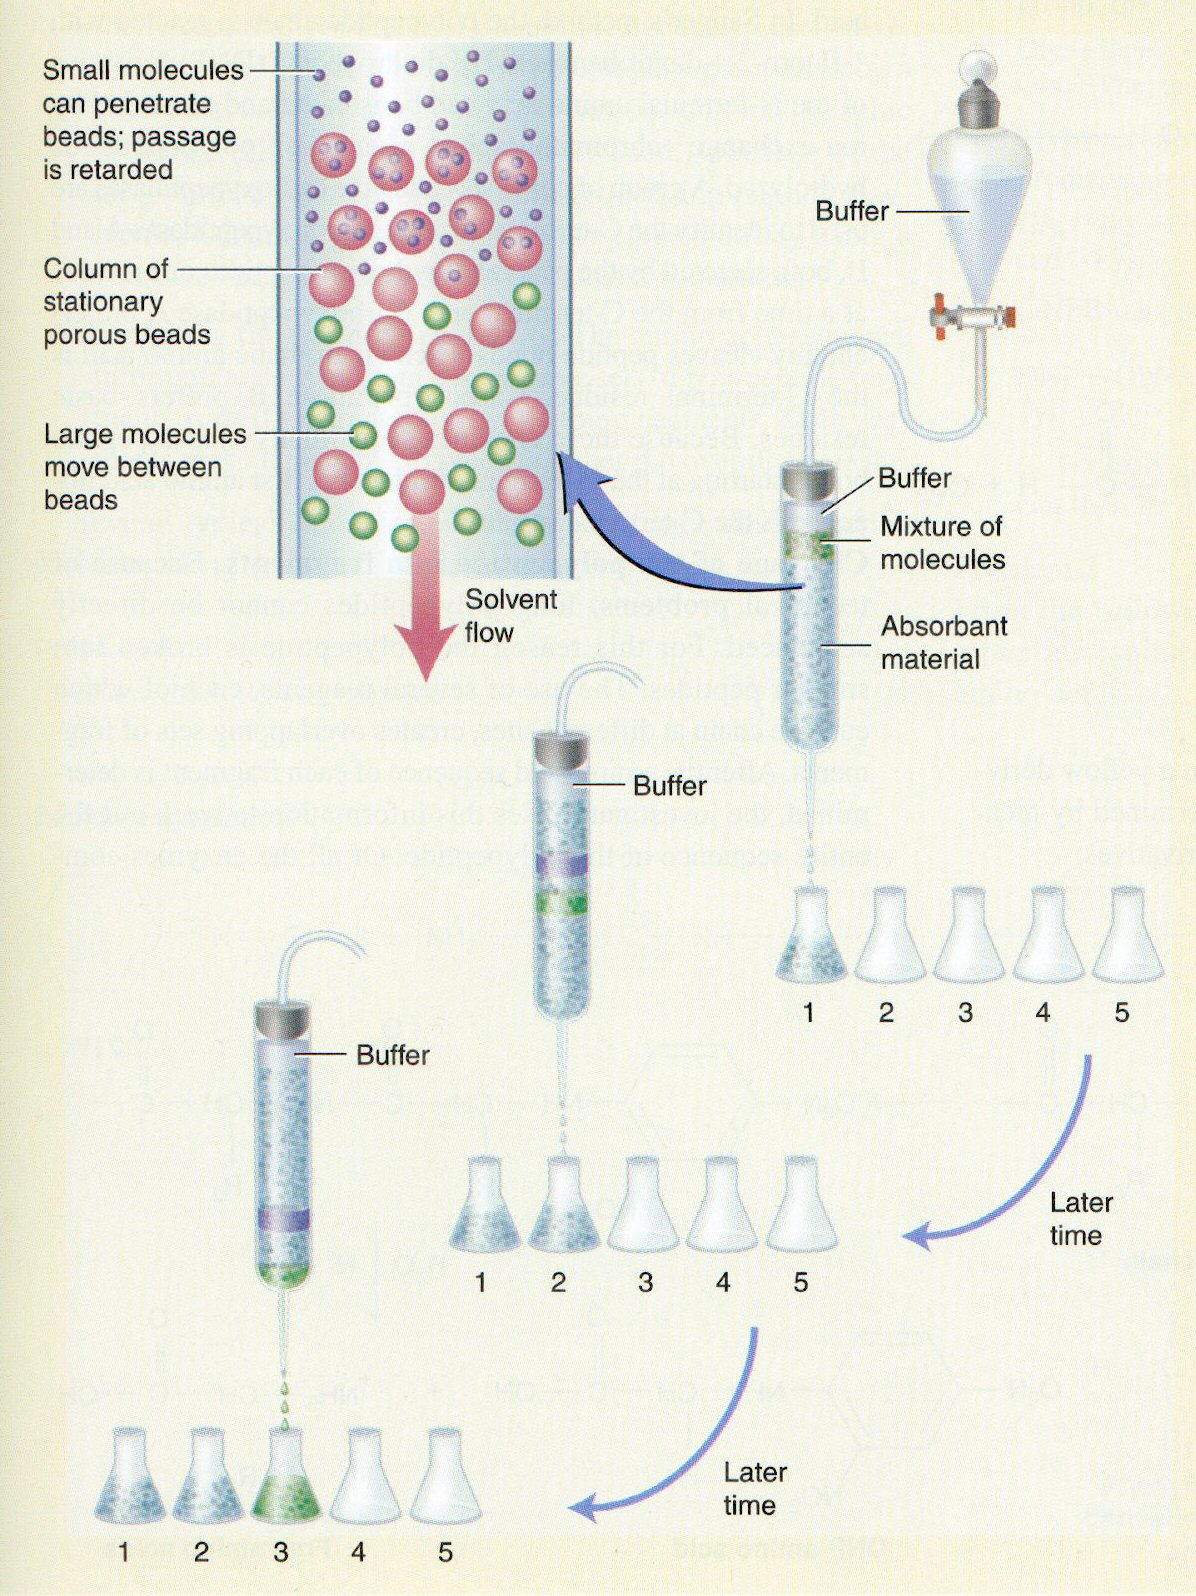 Small molecules
can penetrate
beads; passage
is retarded
Column of
stationary
porous beads
Large molecules
move between
beads
Solvent
flow
Buffer
Buffer
Mixture of
molecules
Absorbant
material
1 2 3 4 5
Buffer
Later
time
1 2 3 4 5
Buffer
Later
time
1 2 3 4 5